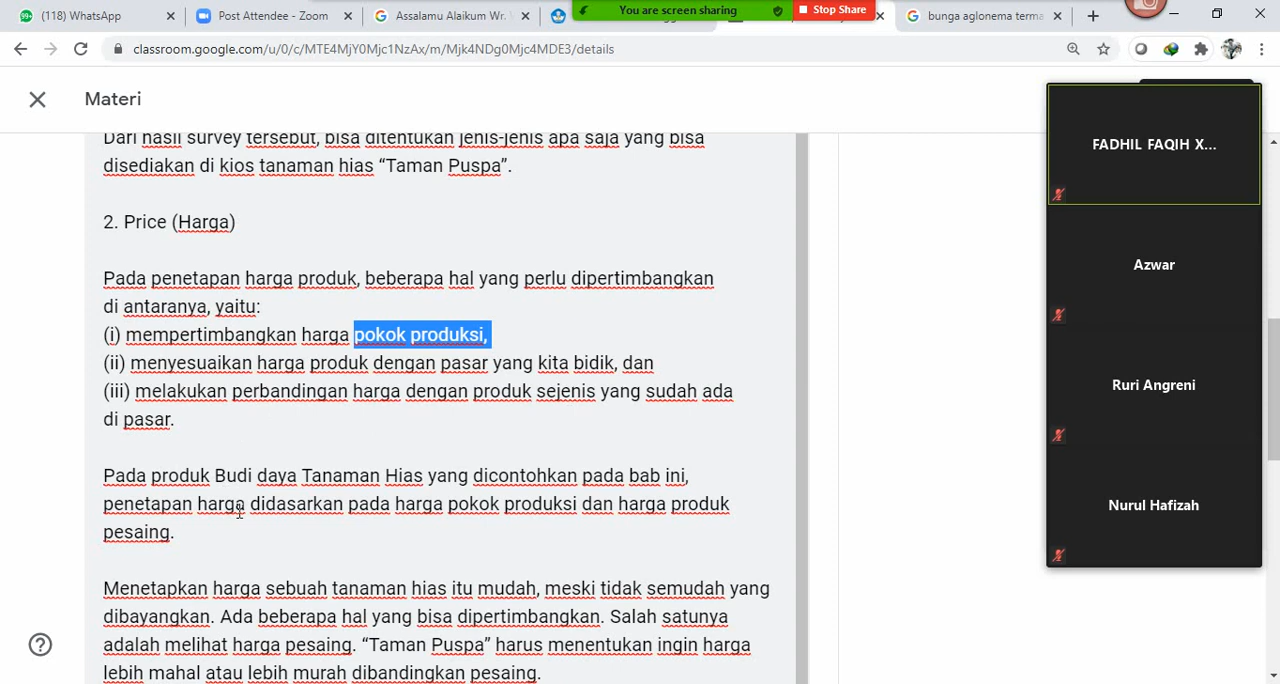 (118) WhatsApp
Post Attendee - Zoom
Assalamu Alaikum Wr.
You are screen sharing
Stop Share
bunga aglonema terma
classroom.google.com/u/0/c/MTE4MjY0Mjc1NzAx/m/Mjk4NDg0Mjc4MDE3/details
Materi
Dari hasil survey tersebut, bisa ditentukan jenis-jenis apa saja yang bisa
disediakan di kios tanaman hias “Taman Puspa”.
2. Price (Harga)
Pada penetapan harga produk, beberapa hal yang perlu dipertimbangkan
di antaranya, yaitu:
(i) mempertimbangkan harga pokok produksi,
(ii) menyesuaikan harga produk dengan pasar yang kita bidik, dan
(iii) melakukan perbandingan harga dengan produk sejenis yang sudah ada
di pasar.
Pada produk Budi daya Tanaman Hias yang dicontohkan pada bab ini,
penetapan harga didasarkan pada harga pokok produksi dan harga produk
pesaing.
Menetapkan harga sebuah tanaman hias itu mudah, meski tidak semudah yang
dibayangkan. Ada beberapa hal yang bisa dipertimbangkan. Salah satunya
adalah melihat harga pesaing. “Taman Puspa” harus menentukan ingin harga
lebih mahal atau lebih murah dibandingkan pesaing.
FADHIL FAQIH X...
Azwar
Ruri Angreni
Nurul Hafizah